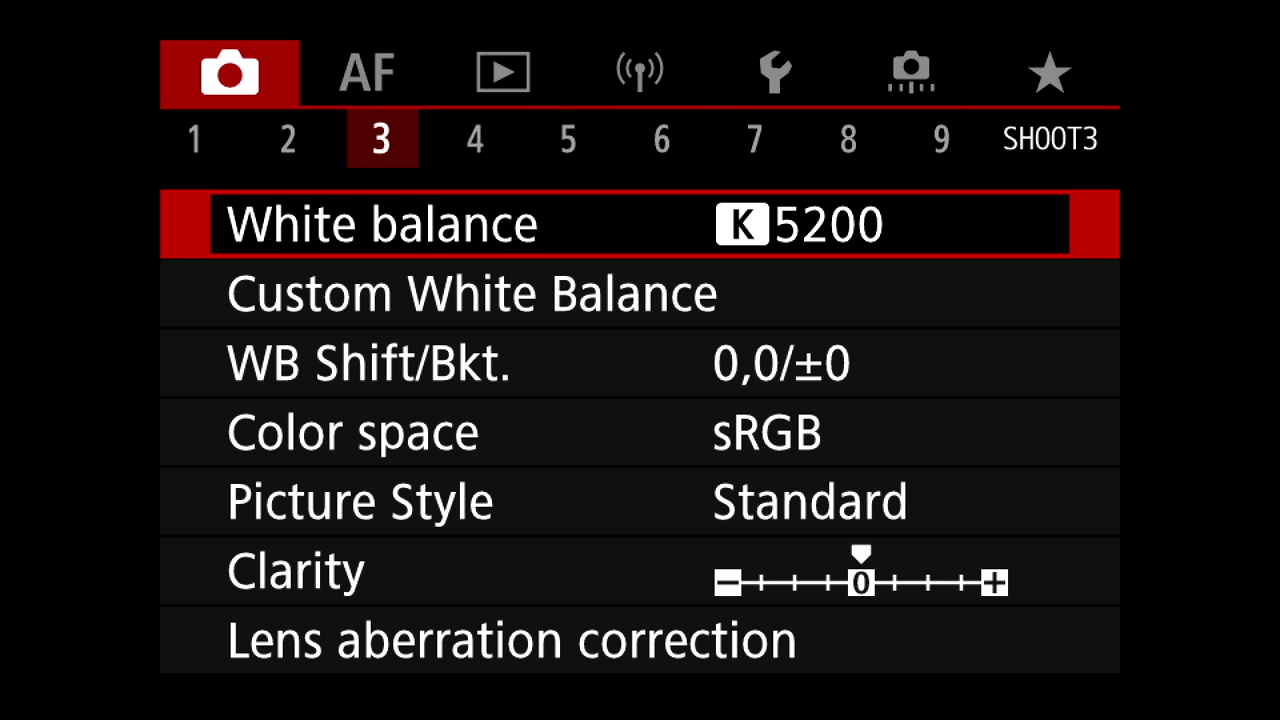 AF
1 2 3 4 5 6 7 8 9 SHOOT3
White balance K 5200
Custom White Balance
WB Shift/Bkt. 0,0/±0
Color space sRGB
Picture Style Standard
Clarity − 0 +
Lens aberration correction